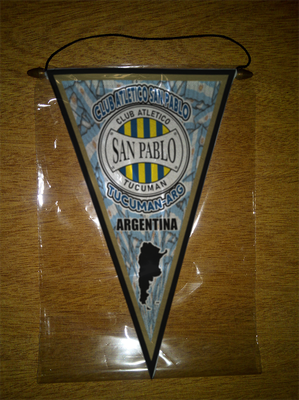 CLUB ATLETICO SAN PABLO
CLUB ATLETICO
SAN PABLO
TUCUMAN
TUCUMAN-ARG
ARGENTINA